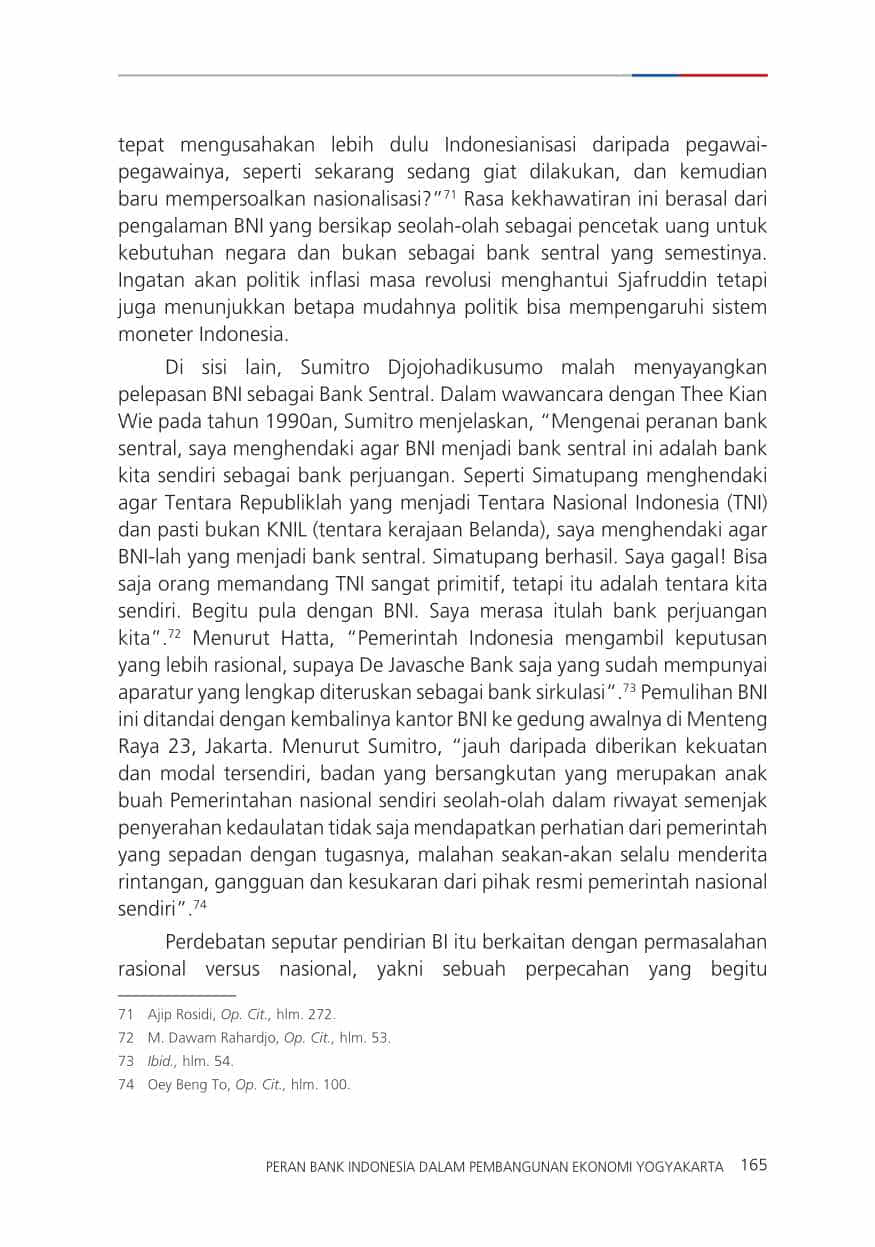 tepat mengusahakan lebih dulu Indonesianisasi daripada pegawai-
pegawainya, seperti sekarang sedang giat dilakukan, dan kemudian
baru mempersoalkan nasionalisasi?”71 Rasa kekhawatiran ini berasal dari
pengalaman BNI yang bersikap seolah-olah sebagai pencetak uang untuk
kebutuhan negara dan bukan sebagai bank sentral yang semestinya.
Ingatan akan politik inflasi masa revolusi menghantui Sjafruddin tetapi
juga menunjukkan betapa mudahnya politik bisa mempengaruhi sistem
moneter Indonesia.
Di sisi lain, Sumitro Djojohadikusumo malah menyayangkan
pelepasan BNI sebagai Bank Sentral. Dalam wawancara dengan Thee Kian
Wie pada tahun 1990an, Sumitro menjelaskan, “Mengenai peranan bank
sentral, saya menghendaki agar BNI menjadi bank sentral ini adalah bank
kita sendiri sebagai bank perjuangan. Seperti Simatupang menghendaki
agar Tentara Republiklah yang menjadi Tentara Nasional Indonesia (TNI)
dan pasti bukan KNIL (tentara kerajaan Belanda), saya menghendaki agar
BNI-lah yang menjadi bank sentral. Simatupang berhasil. Saya gagal! Bisa
saja orang memandang TNI sangat primitif, tetapi itu adalah tentara kita
sendiri. Begitu pula dengan BNI. Saya merasa itulah bank perjuangan
kita”.72 Menurut Hatta, “Pemerintah Indonesia mengambil keputusan
yang lebih rasional, supaya De Javasche Bank saja yang sudah mempunyai
aparatur yang lengkap diteruskan sebagai bank sirkulasi”.73 Pemulihan BNI
ini ditandai dengan kembalinya kantor BNI ke gedung awalnya di Menteng
Raya 23, Jakarta. Menurut Sumitro, “jauh daripada diberikan kekuatan
dan modal tersendiri, badan yang bersangkutan yang merupakan anak
buah Pemerintahan nasional sendiri seolah-olah dalam riwayat semenjak
penyerahan kedaulatan tidak saja mendapatkan perhatian dari pemerintah
yang sepadan dengan tugasnya, malahan seakan-akan selalu menderita
rintangan, gangguan dan kesukaran dari pihak resmi pemerintah nasional
sendiri”.74
Perdebatan seputar pendirian BI itu berkaitan dengan permasalahan
rasional versus nasional, yakni sebuah perpecahan yang begitu
71 Ajip Rosidi, Op. Cit., hlm. 272.
72 M. Dawam Rahardjo, Op. Cit., hlm. 53.
73 Ibid., hlm. 54.
74 Oey Beng To, Op. Cit., hlm. 100.
PERAN BANK INDONESIA DALAM PEMBANGUNAN EKONOMI YOGYAKARTA 165